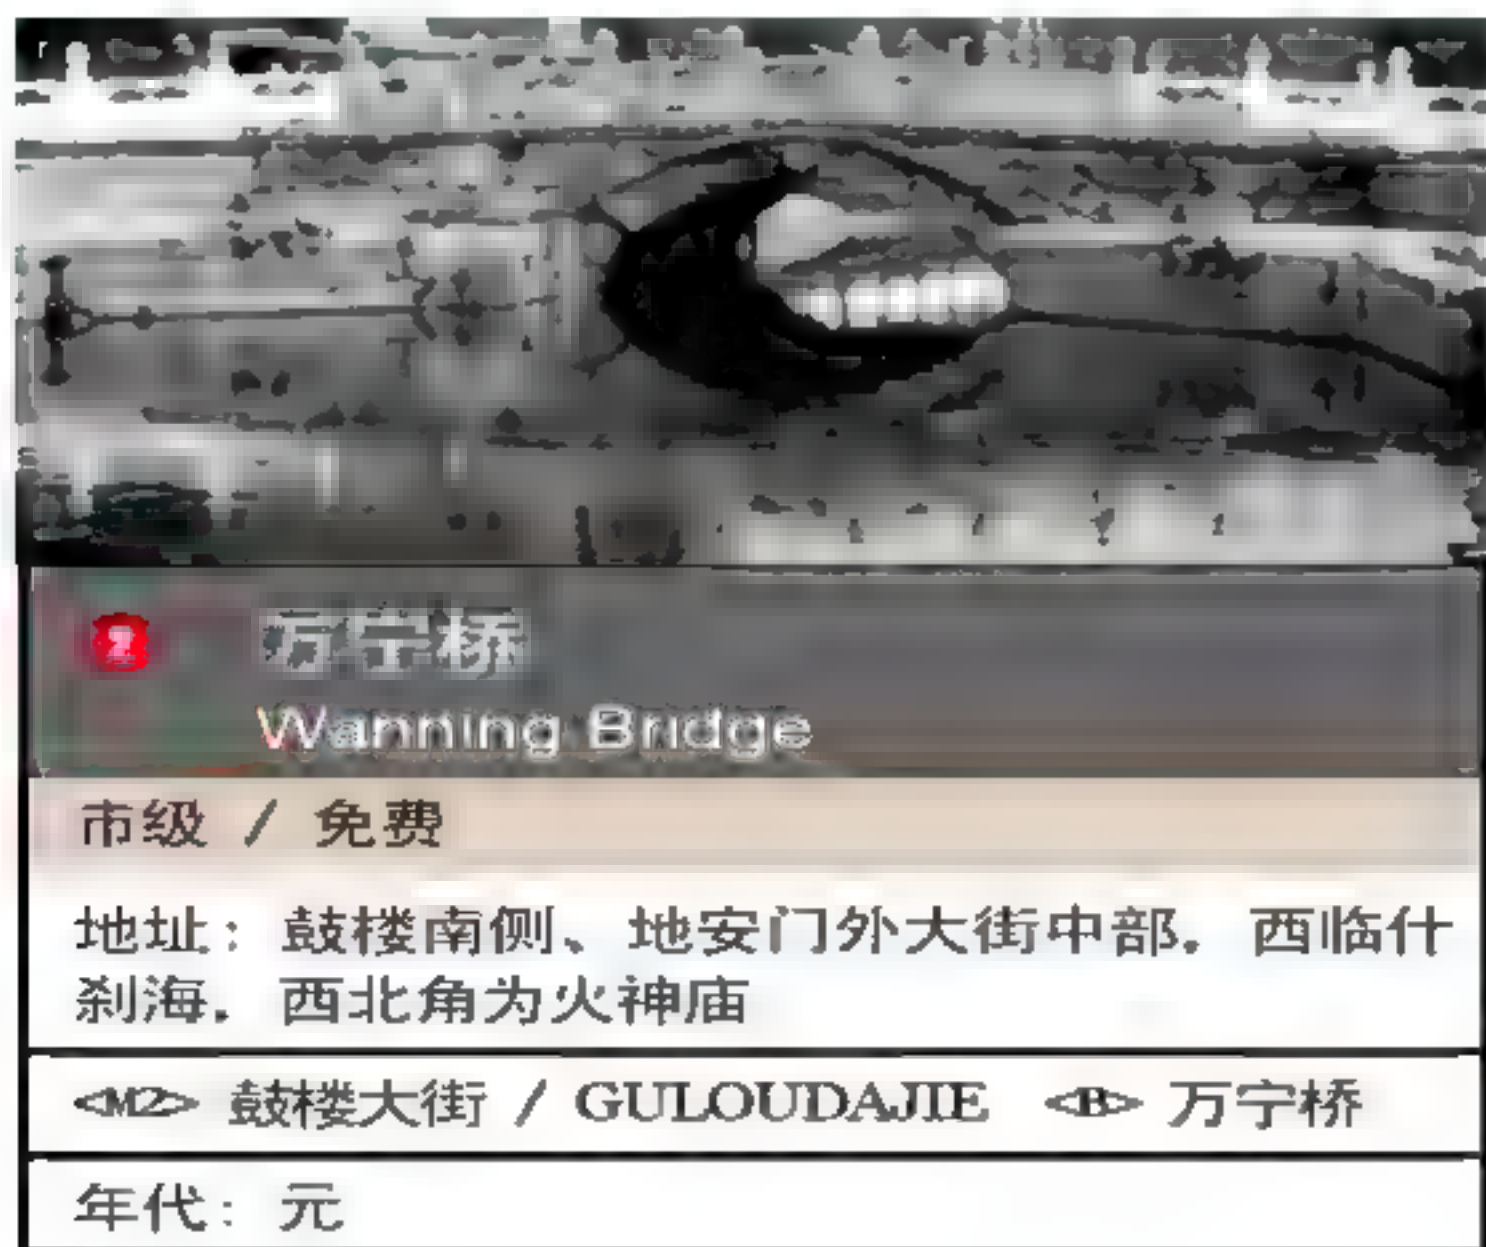 2
万宁桥
Wanning Bridge
市级 / 免费
地址：鼓楼南侧、地安门外大街中部。西临什
刹海。西北角为火神庙
<M2> 鼓楼大街 / GULOUDAJIE <B> 万宁桥
年代：元